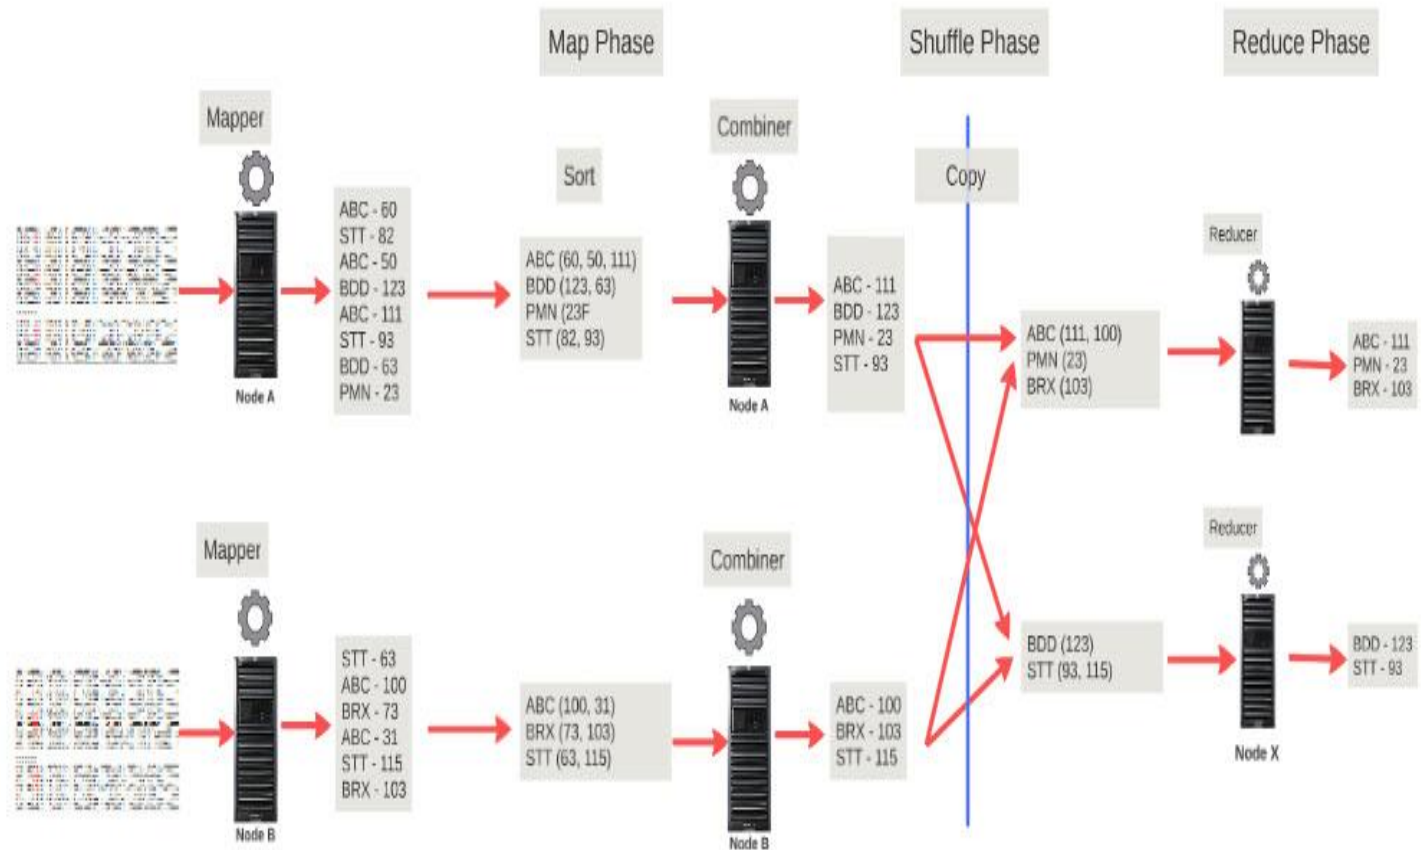 Map Phase
Shuffle Phase
Reduce Phase
Mapper
Combiner
Sort
Copy
Reducer
ABC - 60
STT - 82
ABC - 50
BDD - 123
ABC - 111
STT - 93
BDD - 63
PMN - 23
ABC (60, 50, 111)
BDD (123, 63)
PMN (23F
STT (82, 93)
ABC - 111
BDD - 123
PMN - 23
STT - 93
ABC (111, 100)
PMN (23)
BRX (103)
ABC - 111
PMN - 23
BRX - 103
Node A
Node A
Mapper
Combiner
Reducer
STT - 63
ABC - 100
BRX - 73
ABC - 31
STT - 115
BRX - 103
ABC (100, 31)
BRX (73, 103)
STT (63, 115)
ABC - 100
BRX - 103
STT - 115
BDD (123)
STT (93, 115)
BDD - 123
STT - 93
Node B
Node B
Node X